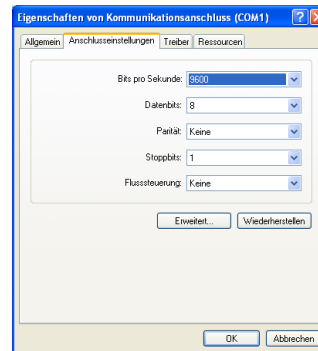 Eigenschaften von Kommunikationsanschluss (COM1)
Allgemein Anschlusseinstellungen Treiber Ressourcen
Bits pro Sekunde: 9600
Datenbits: 8
Parität: Keine
Stoppbits: 1
Flusssteuerung: Keine
Erweitert... Wiederherstellen
OK Abbrechen